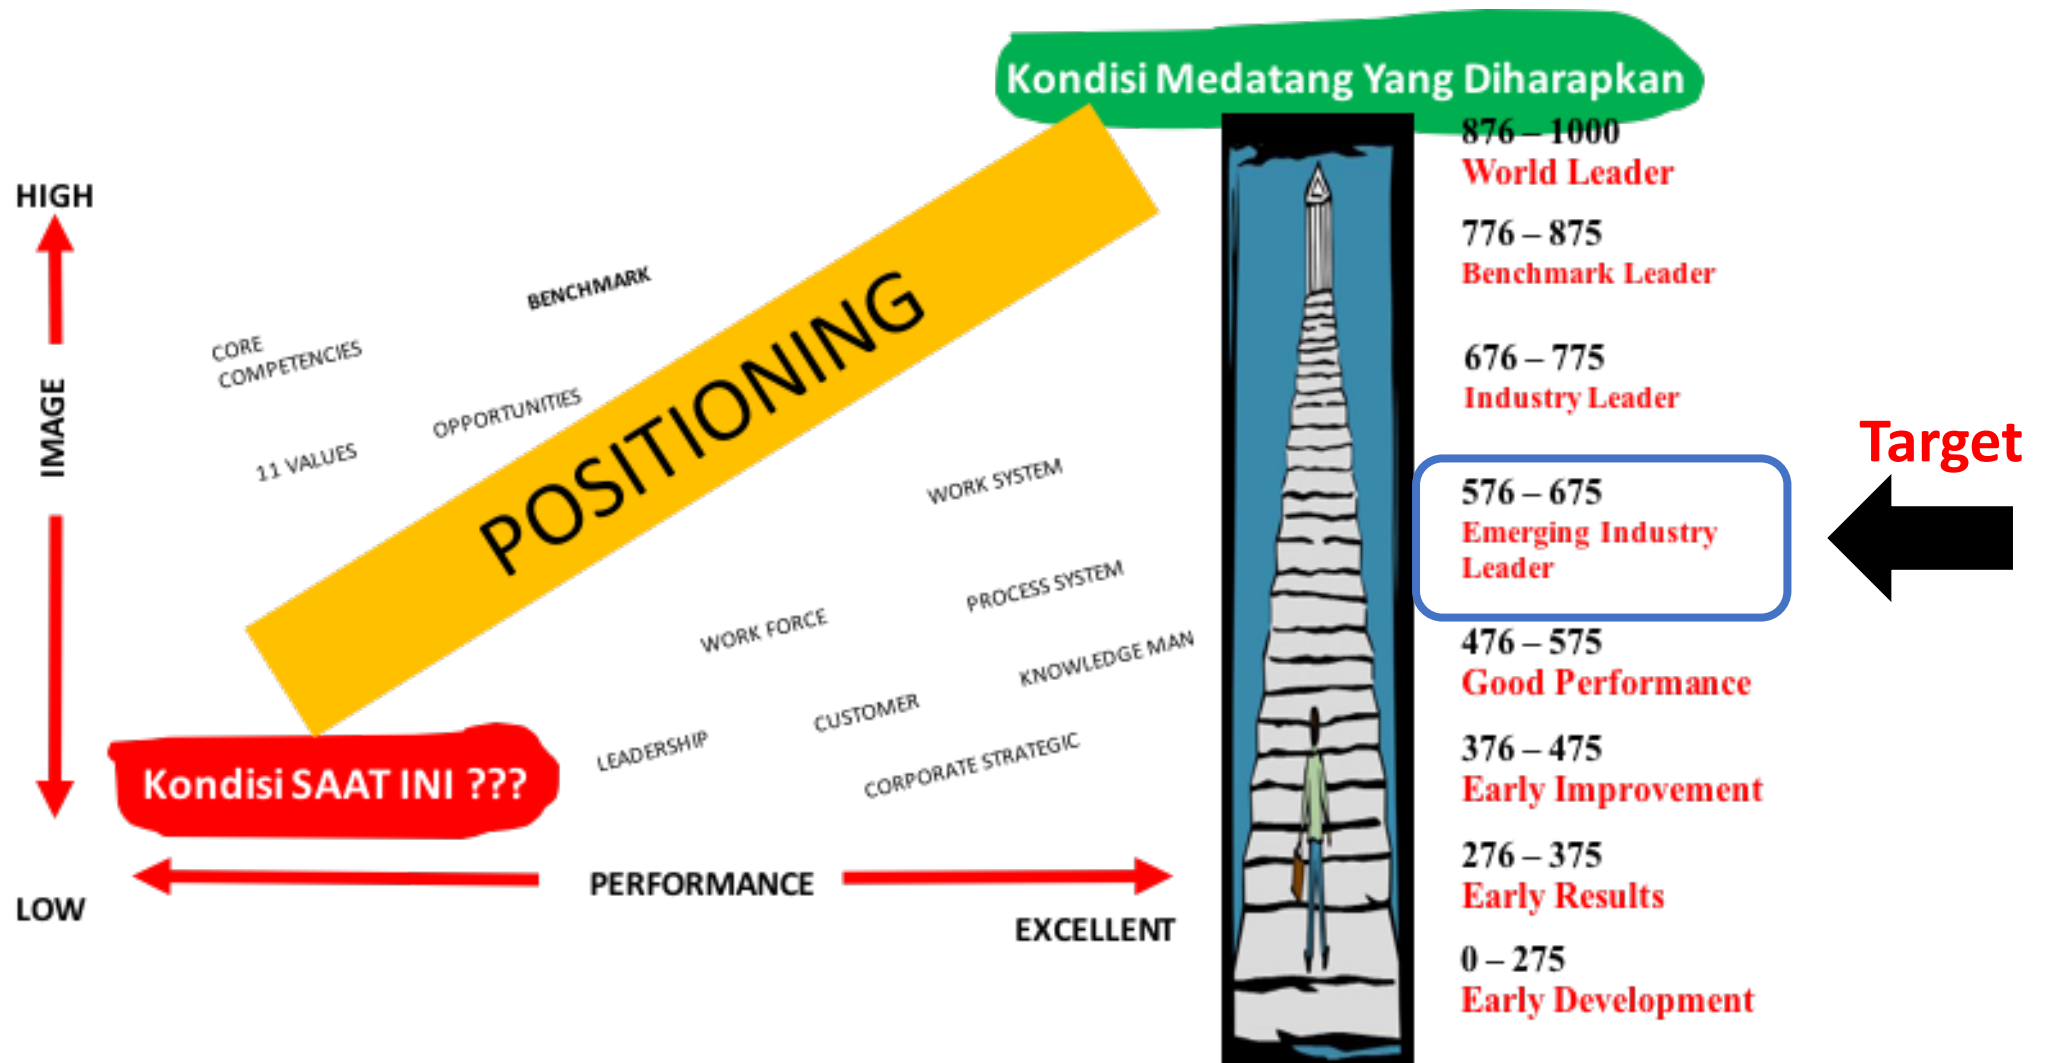 Kondisi Medatang Yang Diharapkan
HIGH
IMAGE
LOW
CORE
COMPETENCIES
BENCHMARK
OPPORTUNITIES
11 VALUES
POSITIONING
WORK SYSTEM
PROCESS SYSTEM
WORK FORCE
KNOWLEDGE MAN
CUSTOMER
LEADERSHIP
CORPORATE STRATEGIC
Kondisi SAAT INI ???
PERFORMANCE
EXCELLENT
876 – 1000
World Leader
776 – 875
Benchmark Leader
676 – 775
Industry Leader
Target
576 – 675
Emerging Industry
Leader
476 – 575
Good Performance
376 – 475
Early Improvement
276 – 375
Early Results
0 – 275
Early Development